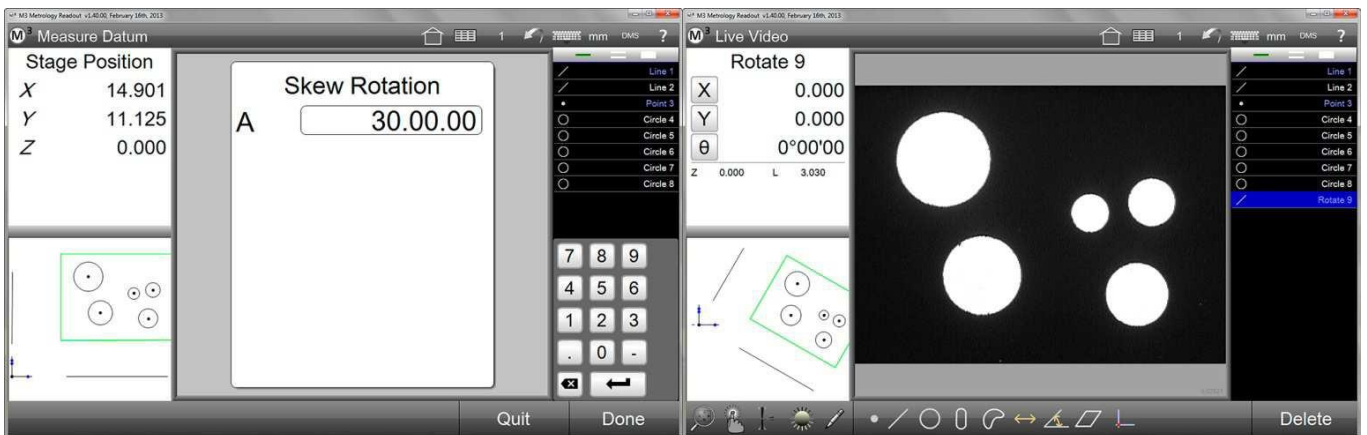 M3 Metrology Readout v1.40.00, February 16th, 2013
M3 Measure Datum
1
mm
DMS
?
Stage Position
X 14.901
Y 11.125
Z 0.000
Skew Rotation
A 30.00.00
Line 1
Line 2
Point 3
Circle 4
Circle 5
Circle 6
Circle 7
Circle 8
7 8 9
4 5 6
1 2 3
. 0 -
Quit
Done
M3 Metrology Readout v1.40.00, February 16th, 2013
M3 Live Video
1
mm
DMS
?
Rotate 9
X 0.000
Y 0.000
θ 0°00'00
Z 0.000 L 3.030
Line 1
Line 2
Point 3
Circle 4
Circle 5
Circle 6
Circle 7
Circle 8
Rotate 9
Delete